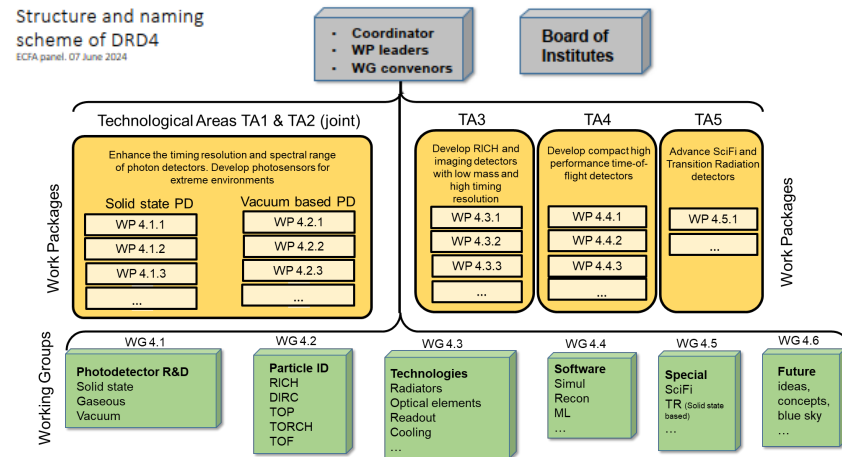 Structure and naming
scheme of DRD4
ECFA panel. 07 June 2024
- Coordinator
- WP leaders
- WG convenors
Board of
Institutes
Technological Areas TA1 & TA2 (joint)
TA3
TA4
TA5
Work Packages
Enhance the timing resolution and spectral range
of photon detectors. Develop photosensors for
extreme environments
Solid state PD
WP 4.1.1
WP 4.1.2
WP 4.1.3
...
Vacuum based PD
WP 4.2.1
WP 4.2.2
WP 4.2.3
...
Develop RICH and
imaging detectors
with low mass and
high timing
resolution
WP 4.3.1
WP 4.3.2
WP 4.3.3
...
Develop compact high
performance time-of-
flight detectors
WP 4.4.1
WP 4.4.2
WP 4.4.3
...
Advance SciFi and
Transition Radiation
detectors
WP 4.5.1
...
Work Packages
Working Groups
WG 4.1
Photodetector R&D
Solid state
Gaseous
Vacuum
WG 4.2
Particle ID
RICH
DIRC
TOP
TORCH
TOF
WG 4.3
Technologies
Radiators
Optical elements
Readout
Cooling
...
WG 4.4
Software
Simul
Recon
ML
...
WG 4.5
Special
SciFi
TR (Solid state
based)
...
WG 4.6
Future
ideas,
concepts,
blue sky
...